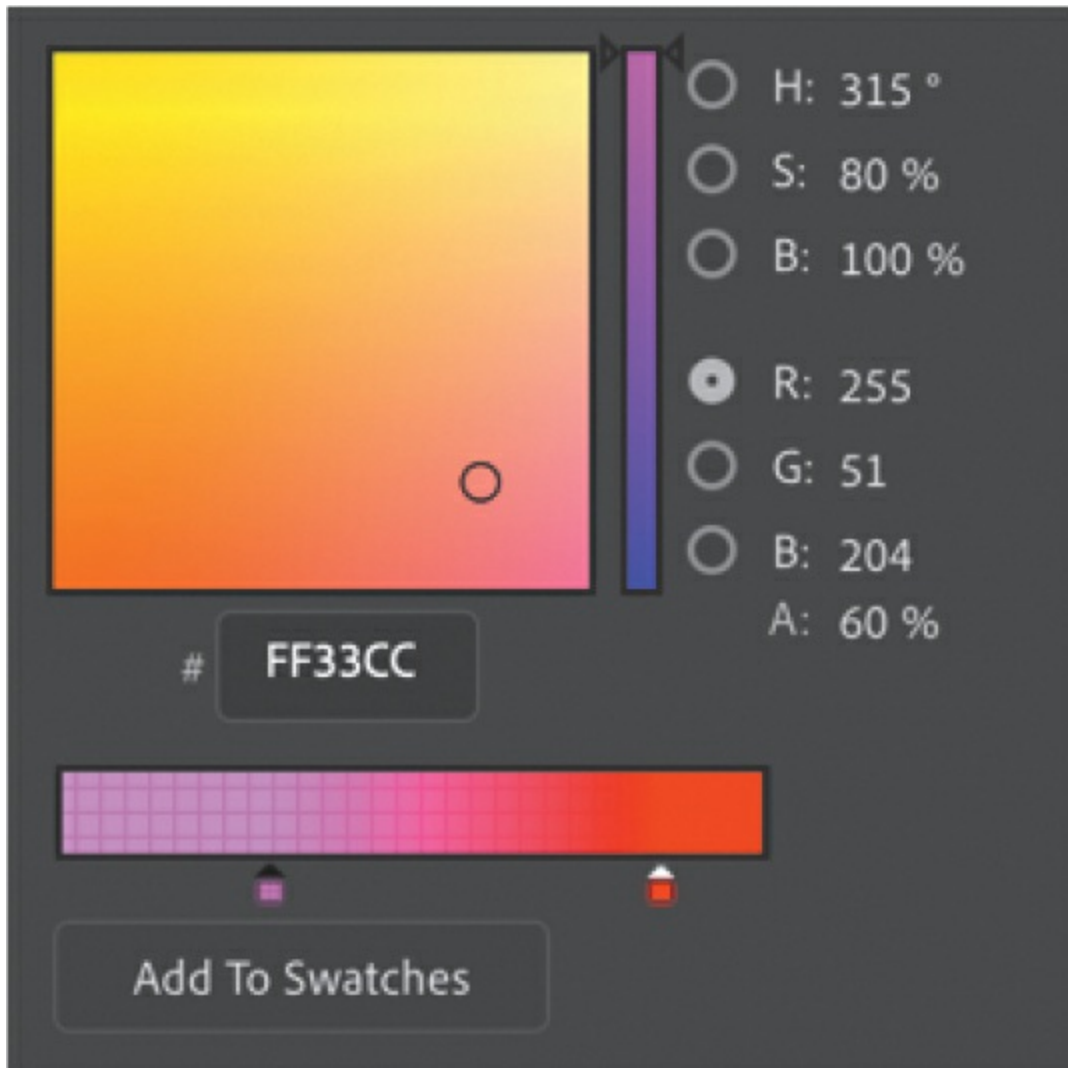 H: 315 °
S: 80 %
B: 100 %
R: 255
G: 51
B: 204
A: 60 %
# FF33CC
Add To Swatches